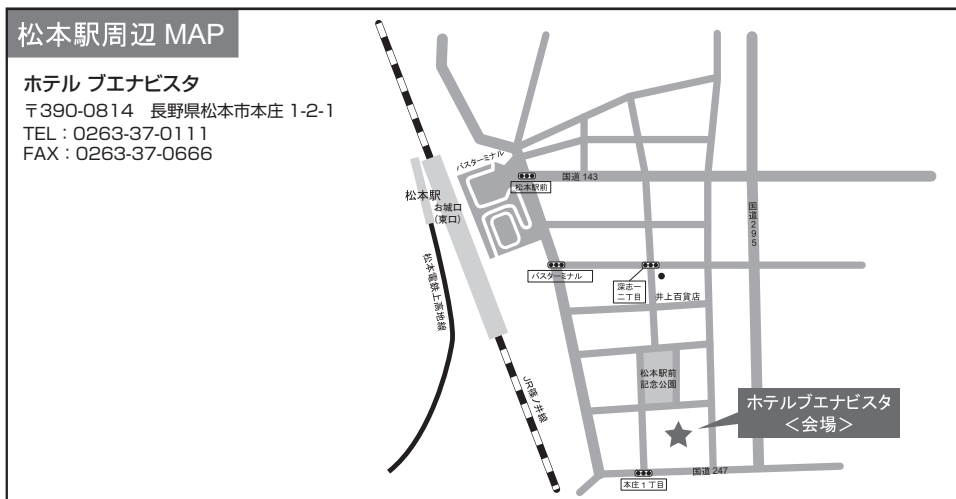 松本駅周辺 MAP
ホテル ブエナビスタ
〒390-0814　長野県松本市本庄 1-2-1
TEL：0263-37-0111
FAX：0263-37-0666
バスターミナル
松本駅前
国道 143
松本駅
お城口
(東口)
国道295
松本電鉄上高地線
バスターミナル
深志一
二丁目
井上百貨店
松本駅前
記念公園
JR篠ノ井線
ホテルブエナビスタ
＜会場＞
国道 247
本庄 1 丁目